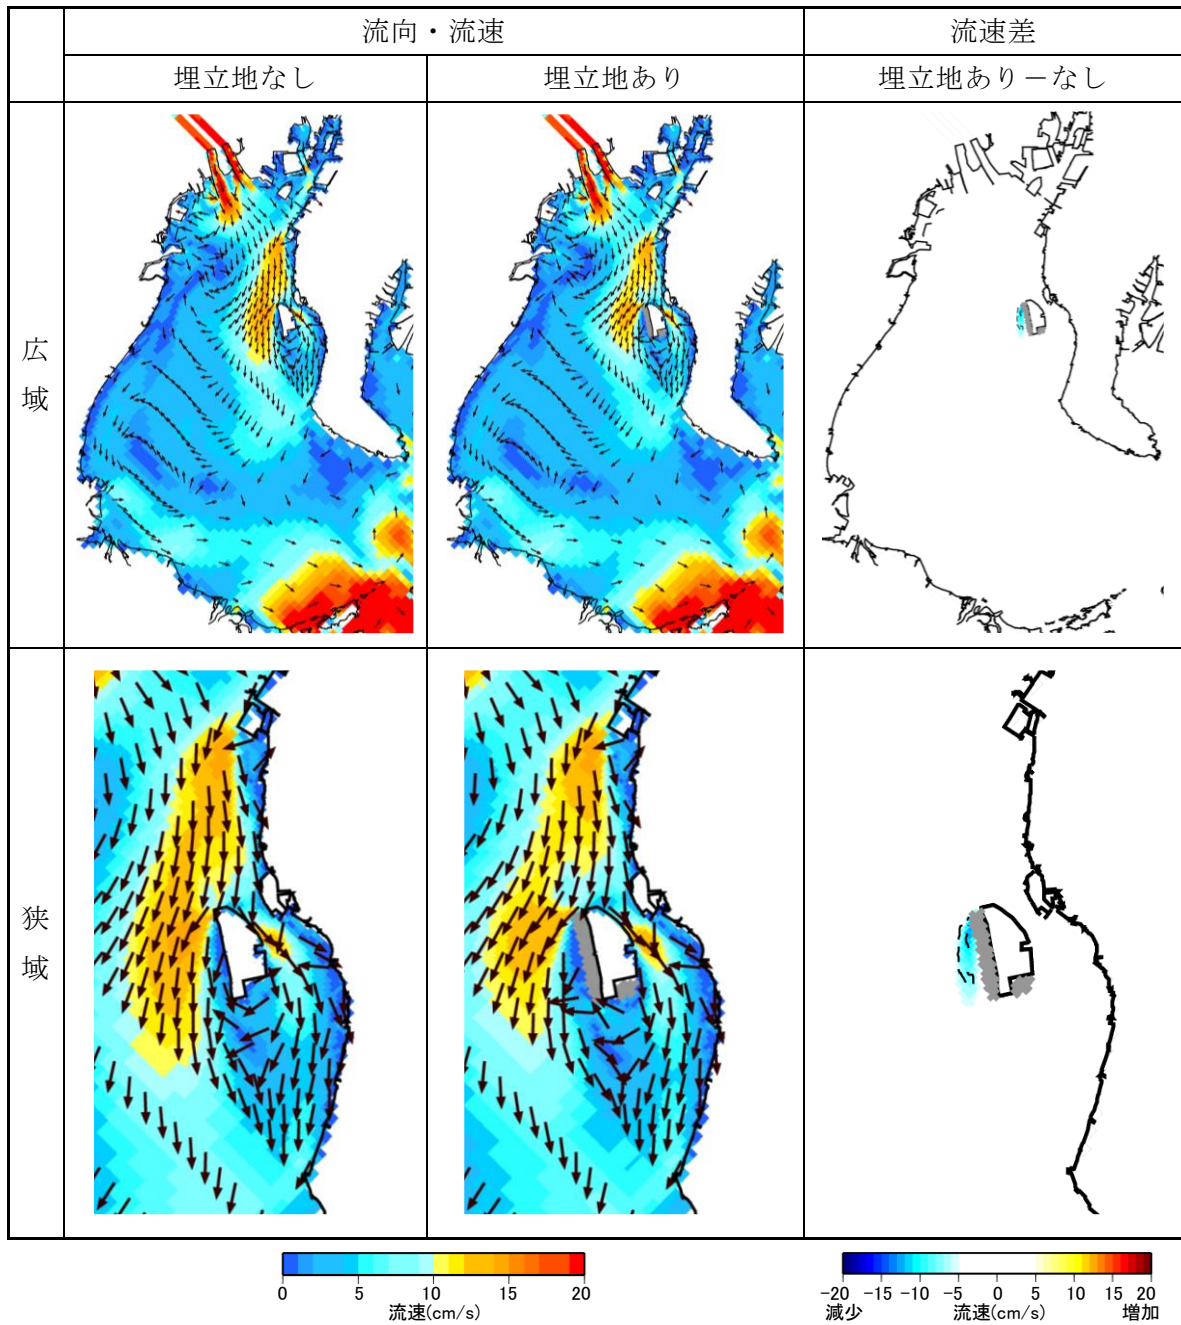 流向・流速 流速差
埋立地なし 埋立地あり 埋立地あり－なし
広域
狭域
0 5 10 15 20
流速(cm/s)
-20 -15 -10 -5 0 5 10 15 20
減少 流速(cm/s) 増加